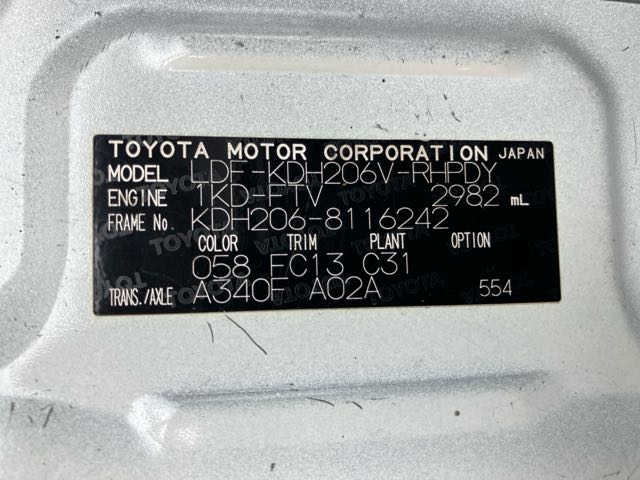 TOYOTA MOTOR CORPORATION JAPAN
MODEL LDF-KDH206V-RHPDY
ENGINE 1KD-FTV 2982 mL
FRAME No. KDH206-8116242
COLOR TRIM PLANT OPTION
058 FC13 C31
TRANS./AXLE A340F A02A 554